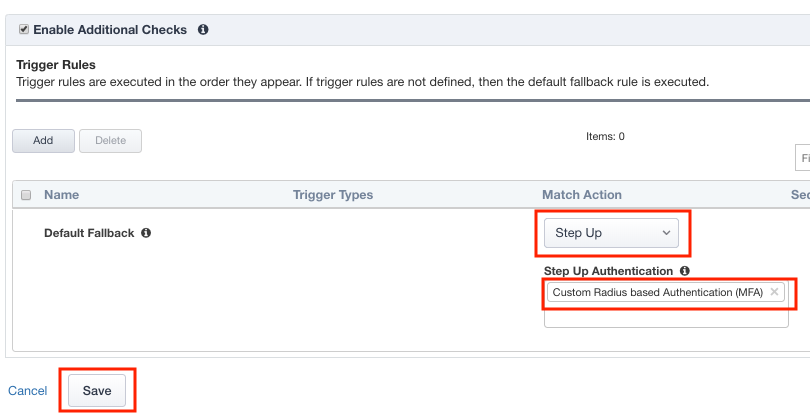 Enable Additional Checks
Trigger Rules
Trigger rules are executed in the order they appear. If trigger rules are not defined, then the default fallback rule is executed.
Add Delete Items: 0
Fi
Name Trigger Types Match Action Sec
Default Fallback Step Up
Step Up Authentication
Custom Radius based Authentication (MFA) ×
Cancel Save